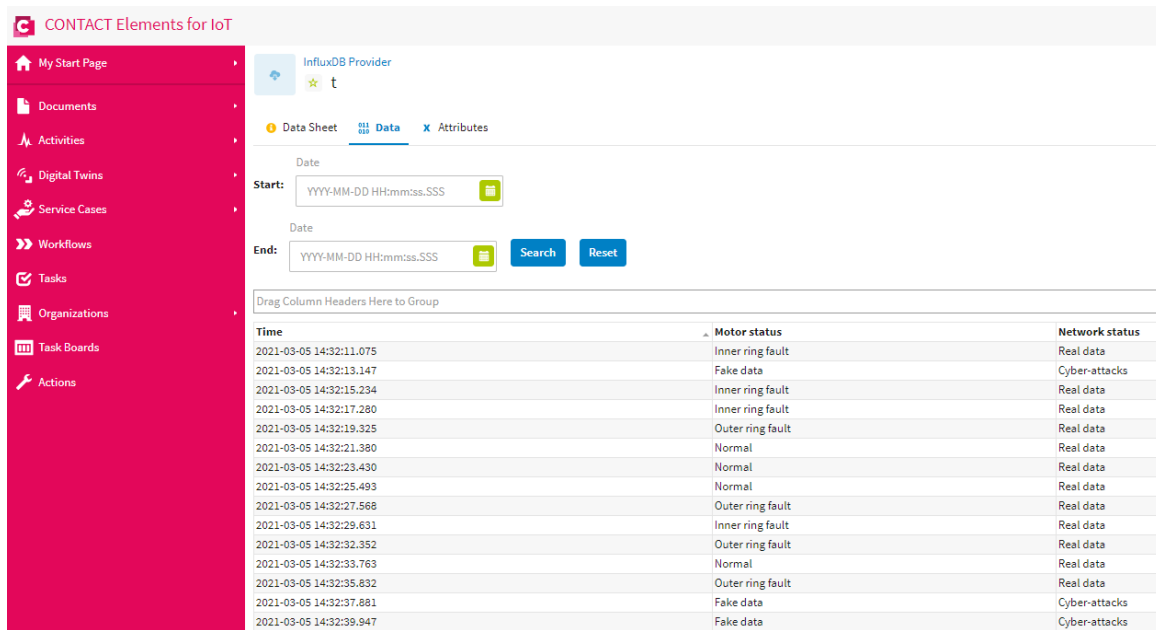 CONTACT Elements for IoT
My Start Page
Documents
Activities
Digital Twins
Service Cases
Workflows
Tasks
Organizations
Task Boards
Actions
InfluxDB Provider
t
Data Sheet Data Attributes
Date
Start: YYYY-MM-DD HH:mm:ss.SSS
Date
End: YYYY-MM-DD HH:mm:ss.SSS Search Reset
Drag Column Headers Here to Group
Time Motor status Network status
2021-03-05 14:32:11.075 Inner ring fault Real data
2021-03-05 14:32:13.147 Fake data Cyber-attacks
2021-03-05 14:32:15.234 Inner ring fault Real data
2021-03-05 14:32:17.280 Inner ring fault Real data
2021-03-05 14:32:19.325 Outer ring fault Real data
2021-03-05 14:32:21.380 Normal Real data
2021-03-05 14:32:23.430 Normal Real data
2021-03-05 14:32:25.493 Normal Real data
2021-03-05 14:32:27.568 Outer ring fault Real data
2021-03-05 14:32:29.631 Inner ring fault Real data
2021-03-05 14:32:32.352 Outer ring fault Real data
2021-03-05 14:32:33.763 Normal Real data
2021-03-05 14:32:35.832 Outer ring fault Real data
2021-03-05 14:32:37.881 Fake data Cyber-attacks
2021-03-05 14:32:39.947 Fake data Cyber-attacks